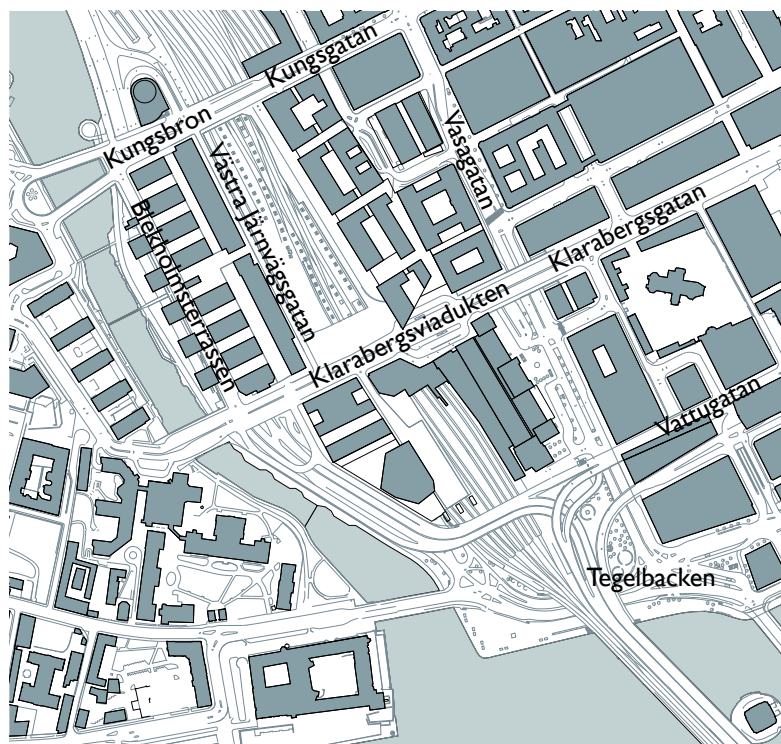 Kungsgatan
Kungsbron
Vasagatan
Västra Järnvägsgatan
Blekholmsterrassen
Klarabergsgatan
Klarabergsviadukten
Vattugatan
Tegelbacken